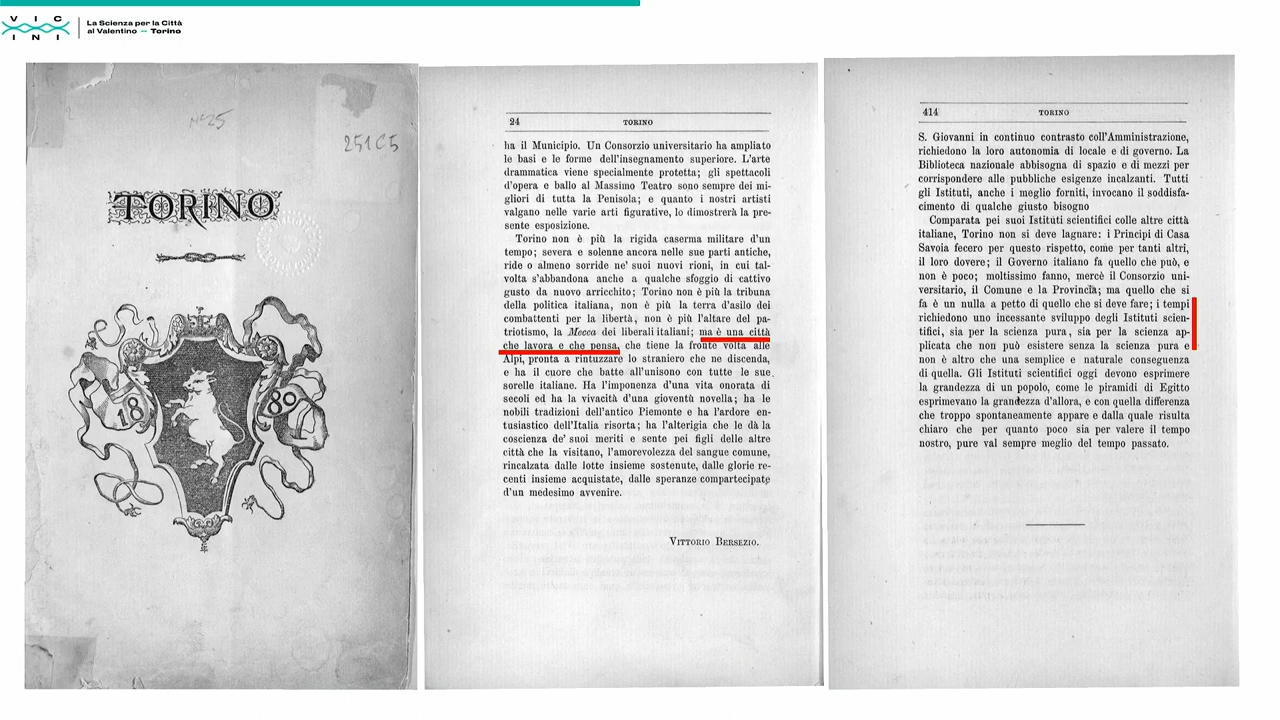 VICINI
La Scienza per la Città
al Valentino — Torino
Nº 25
251C5
TORINO
18
80
24
TORINO
ha il Municipio. Un Consorzio universitario ha ampliato
le basi e le forme dell'insegnamento superiore. L'arte
drammatica viene specialmente protetta; gli spettacoli
d'opera e ballo al Massimo Teatro sono sempre dei mi-
gliori di tutta la Penisola; e quanto i nostri artisti
valgano nelle varie arti figurative, lo dimostrerà la pre-
sente esposizione.
Torino non è più la rigida caserma militare d'un
tempo; severa e solenne ancora nelle sue parti antiche,
ride o almeno sorride ne' suoi nuovi rioni, in cui tal-
volta s'abbandona anche a qualche sfoggio di cattivo
gusto da nuovo arricchito; Torino non è più la tribuna
della politica italiana, non è più la terra d'asilo dei
combattenti per la libertà, non è più l'altare del pa-
triotismo, la Mecca dei liberali italiani; ma è una città
che lavora e che pensa, che tiene la fronte volta alle
Alpi, pronta a rintuzzare lo straniero che ne discenda,
e ha il cuore che batte all'unisono con tutte le sue
sorelle italiane. Ha l'imponenza d'una vita onorata di
secoli ed ha la vivacità d'una gioventù novella; ha le
nobili tradizioni dell'antico Piemonte e ha l'ardore en-
tusiastico dell'Italia risorta; ha l'alterigia che le dà la
coscienza de' suoi meriti e sente pei figli delle altre
città che la visitano, l'amorevolezza del sangue comune,
rincalzata dalle lotte insieme sostenute, dalle glorie re-
centi insieme acquistate, dalle speranze compartecipate
d'un medesimo avvenire.
VITTORIO BERSEZIO.
414
TORINO
S. Giovanni in continuo contrasto coll'Amministrazione,
richiedono la loro autonomia di locale e di governo. La
Biblioteca nazionale abbisogna di spazio e di mezzi per
corrispondere alle pubbliche esigenze incalzanti. Tutti
gli Istituti, anche i meglio forniti, invocano il soddisfa-
cimento di qualche giusto bisogno
Comparata pei suoi Istituti scientifici colle altre città
italiane, Torino non si deve lagnare: i Principi di Casa
Savoia fecero per questo rispetto, come per tanti altri,
il loro dovere; il Governo italiano fa quello che può, e
non è poco; moltissimo fanno, mercè il Consorzio uni-
versitario, il Comune e la Provincia; ma quello che si
fa è un nulla a petto di quello che si deve fare; i tempi
richiedono uno incessante sviluppo degli Istituti scien-
tifici, sia per la scienza pura, sia per la scienza ap-
plicata che non può esistere senza la scienza pura e
non è altro che una semplice e naturale conseguenza
di quella. Gli Istituti scientifici oggi devono esprimere
la grandezza di un popolo, come le piramidi di Egitto
esprimevano la grandezza d'allora, e con quella differenza
che troppo spontaneamente appare e dalla quale risulta
chiaro che per quanto poco sia per valere il tempo
nostro, pure val sempre meglio del tempo passato.